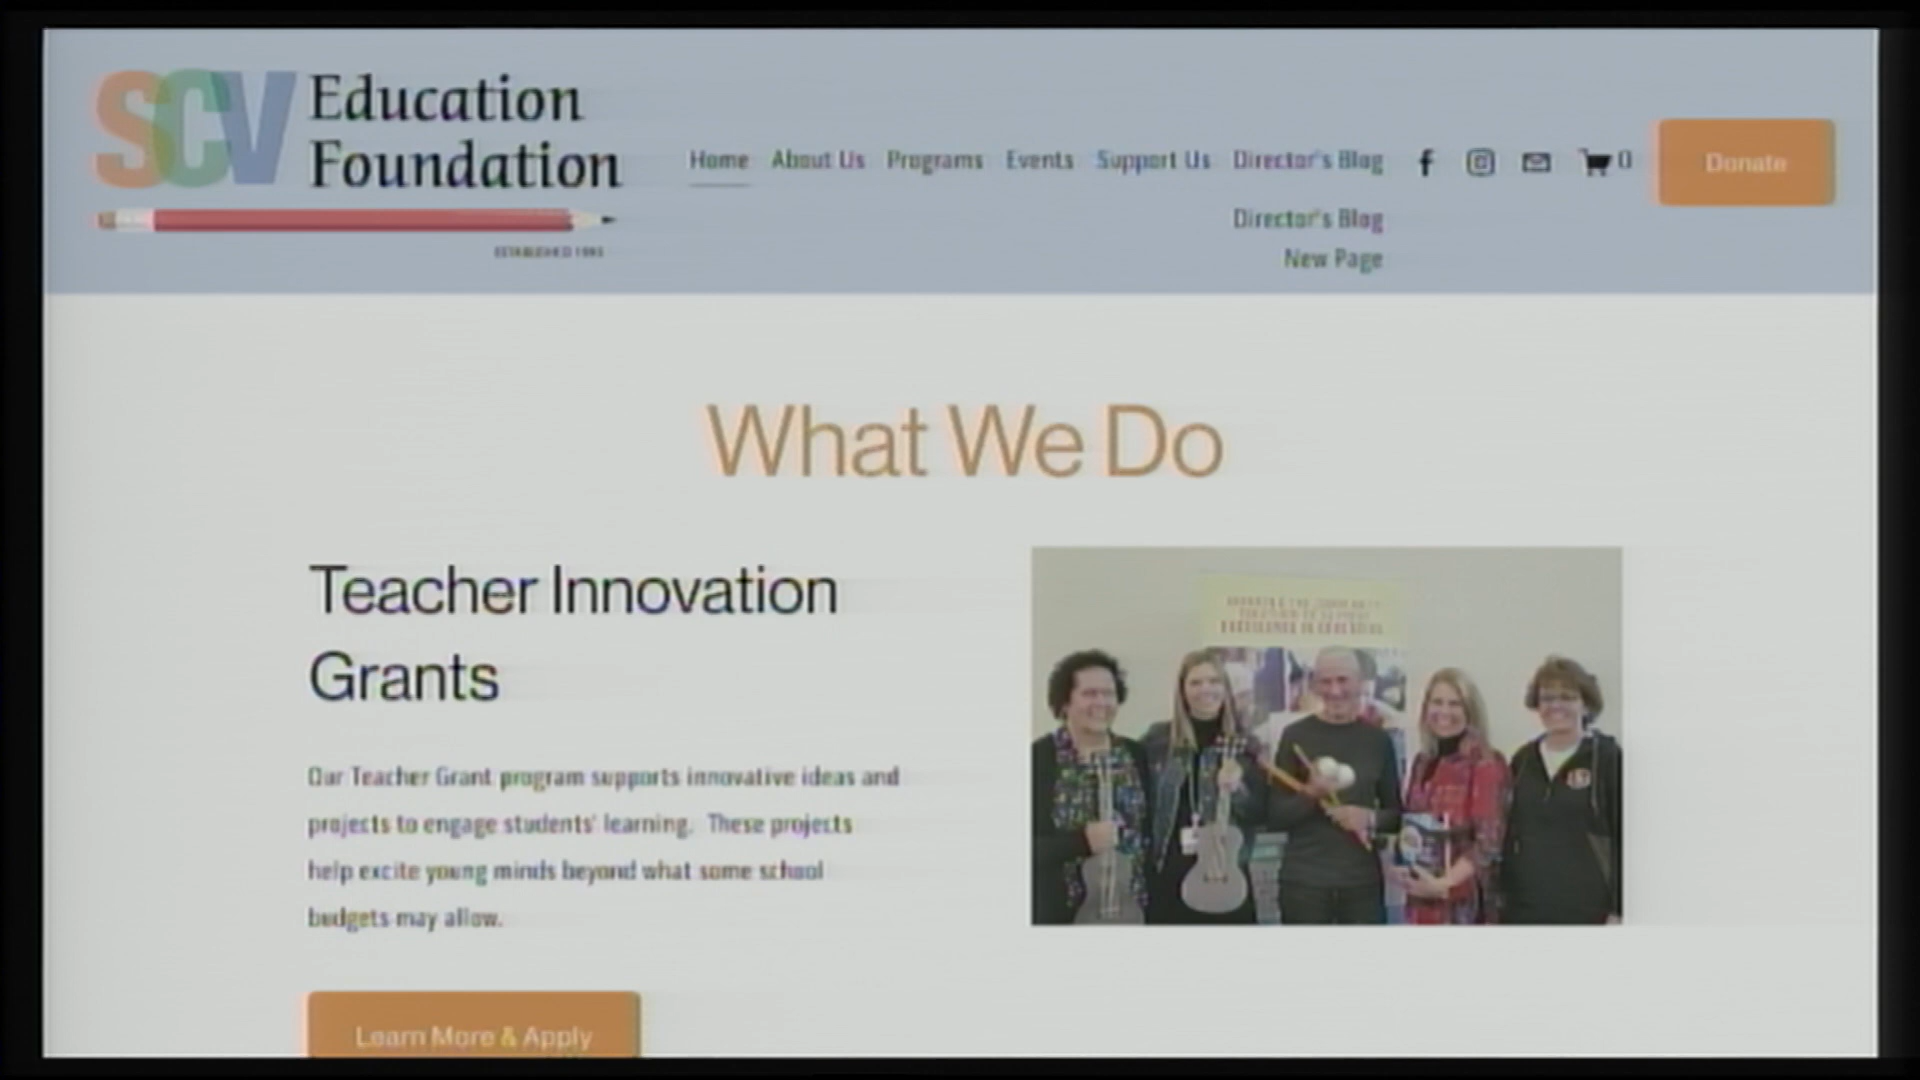 SCV Education
Foundation
Home About Us Programs Events Support Us Director's Blog 0 Donate
Director's Blog
New Page
What We Do
Teacher Innovation
Grants
Our Teacher Grant program supports innovative ideas and
projects to engage students' learning. These projects
help excite young minds beyond what some school
budgets may allow.
Learn More & Apply